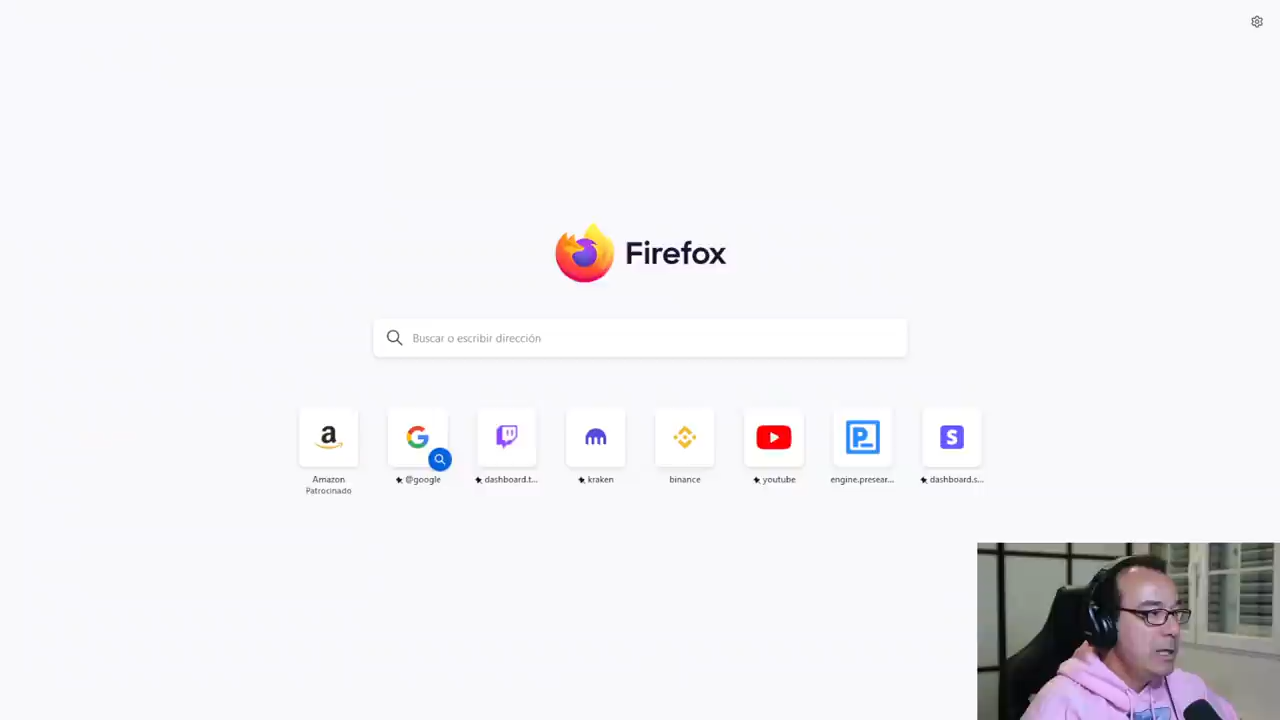 Firefox
Buscar o escribir dirección
Amazon
Patrocinado
@google
dashboard.t...
kraken
binance
youtube
engine.presear...
dashboard.s...